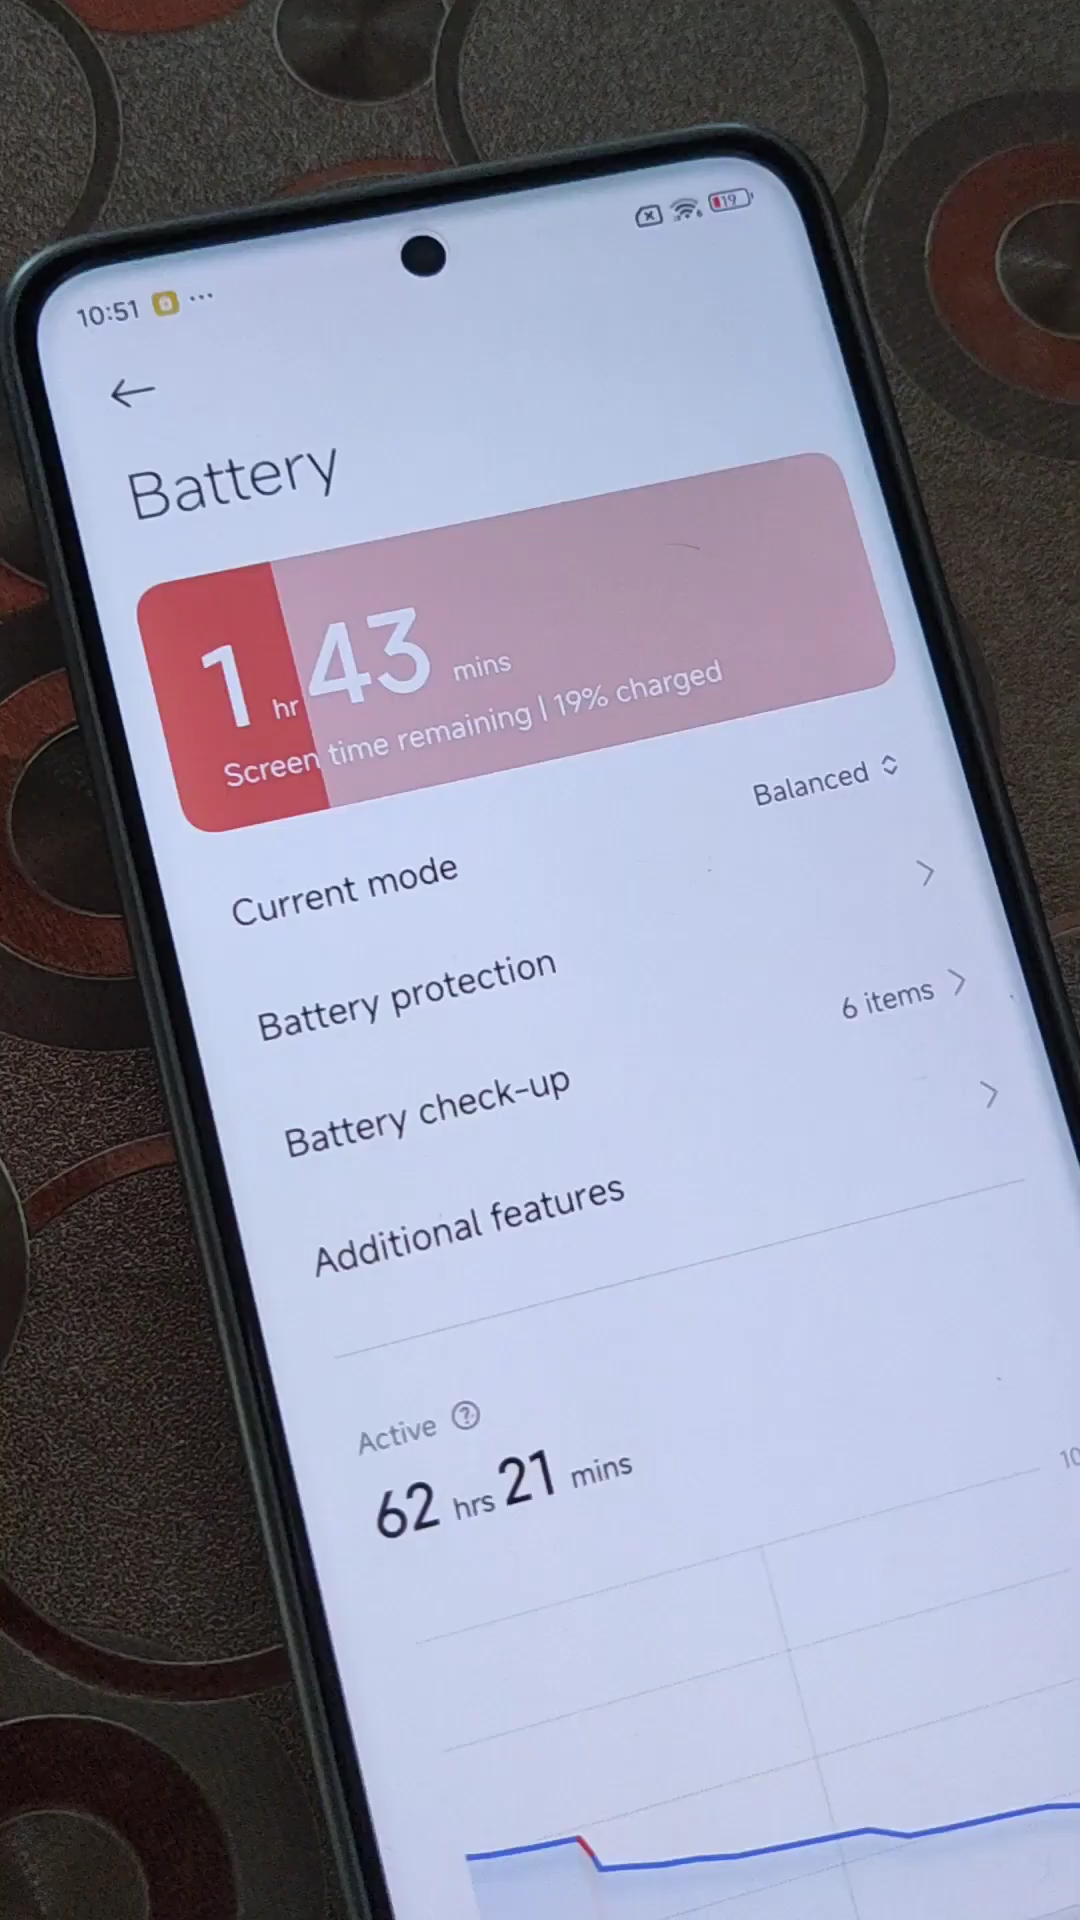 10:51 ... 19
Battery
1 hr 43 mins
Screen time remaining | 19% charged
Current mode Balanced
Battery protection
Battery check-up 6 items
Additional features
Active ?
62 hrs 21 mins